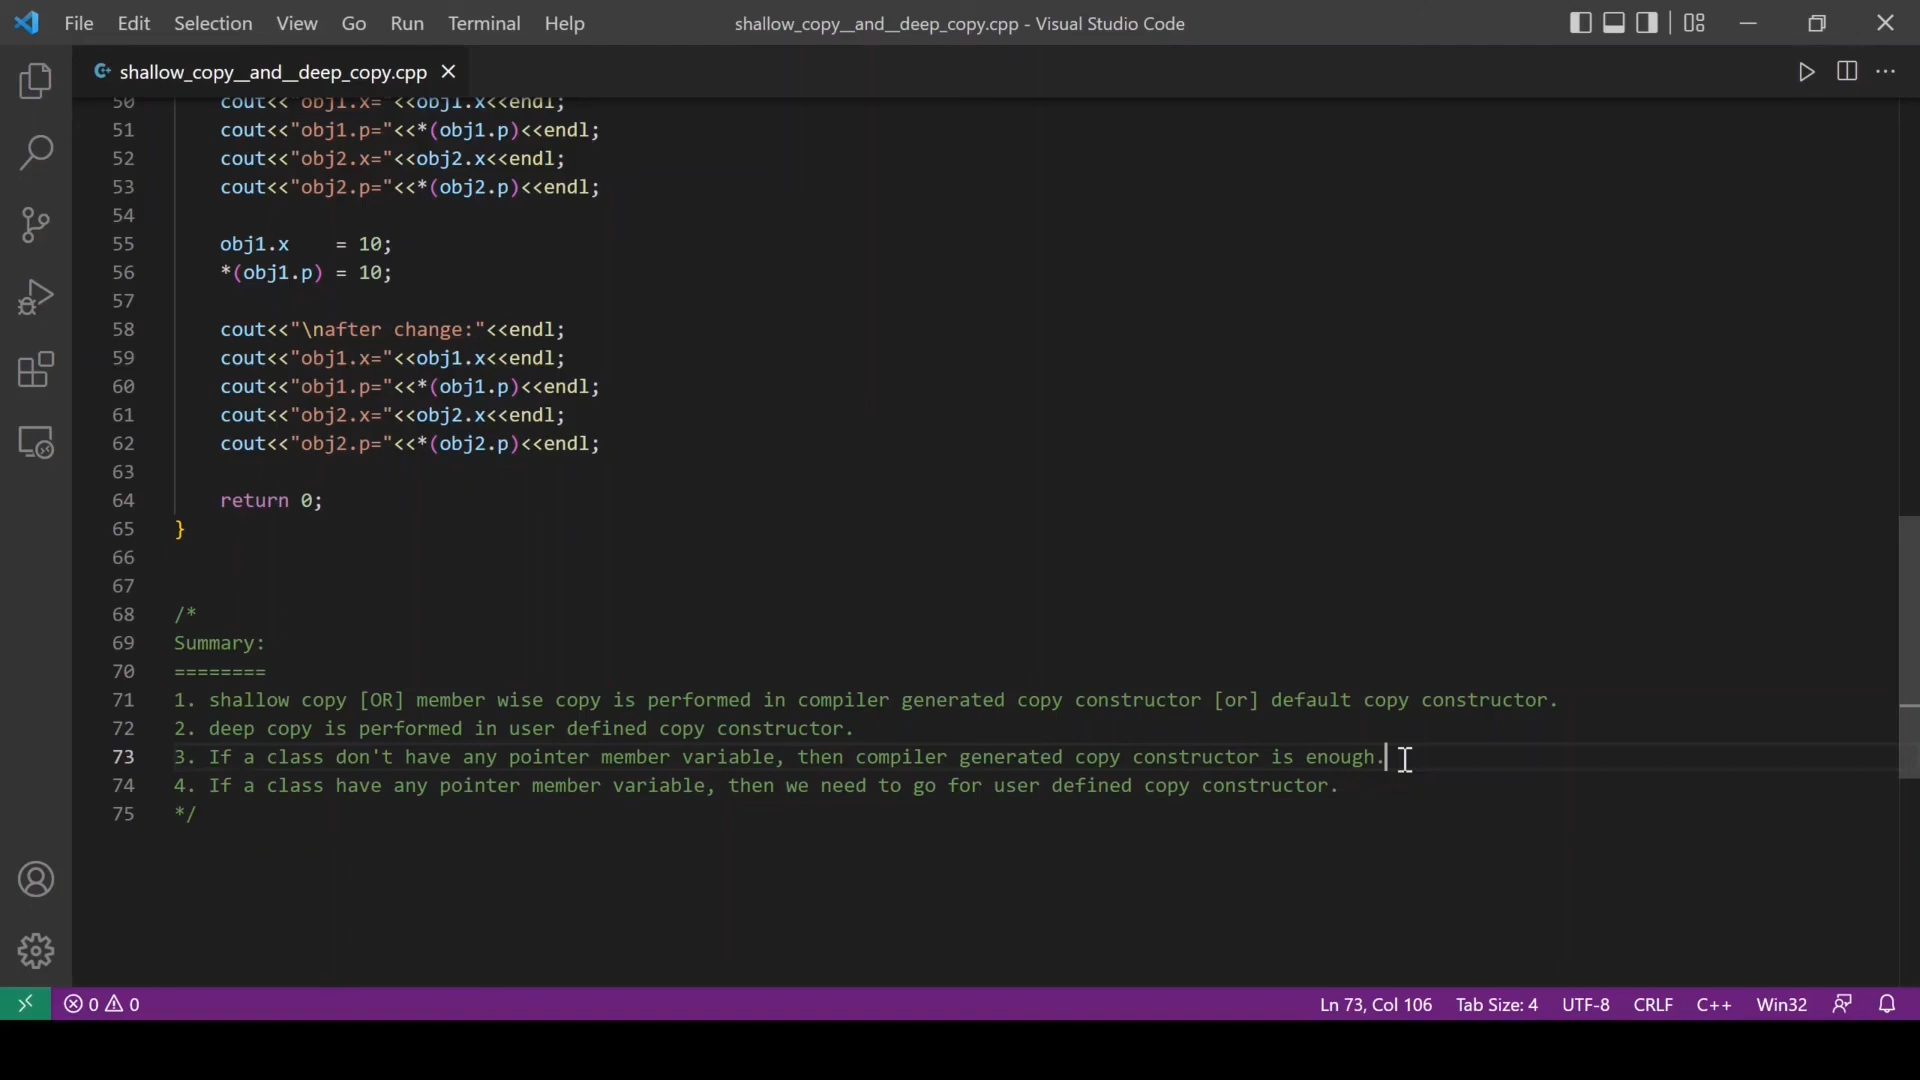 File Edit Selection View Go Run Terminal Help
shallow_copy__and__deep_copy.cpp - Visual Studio Code
shallow_copy__and__deep_copy.cpp
50 cout<<"obj1.x="<<obj1.x<<endl;
51 cout<<"obj1.p="<<*(obj1.p)<<endl;
52 cout<<"obj2.x="<<obj2.x<<endl;
53 cout<<"obj2.p="<<*(obj2.p)<<endl;
54
55 obj1.x    = 10;
56 *(obj1.p) = 10;
57
58 cout<<"\nafter change:"<<endl;
59 cout<<"obj1.x="<<obj1.x<<endl;
60 cout<<"obj1.p="<<*(obj1.p)<<endl;
61 cout<<"obj2.x="<<obj2.x<<endl;
62 cout<<"obj2.p="<<*(obj2.p)<<endl;
63
64 return 0;
65 }
66
67
68 /*
69 Summary:
70 ========
71 1. shallow copy [OR] member wise copy is performed in compiler generated copy constructor [or] default copy constructor.
72 2. deep copy is performed in user defined copy constructor.
73 3. If a class don't have any pointer member variable, then compiler generated copy constructor is enough.
74 4. If a class have any pointer member variable, then we need to go for user defined copy constructor.
75 */
0 0 Ln 73, Col 106 Tab Size: 4 UTF-8 CRLF C++ Win32